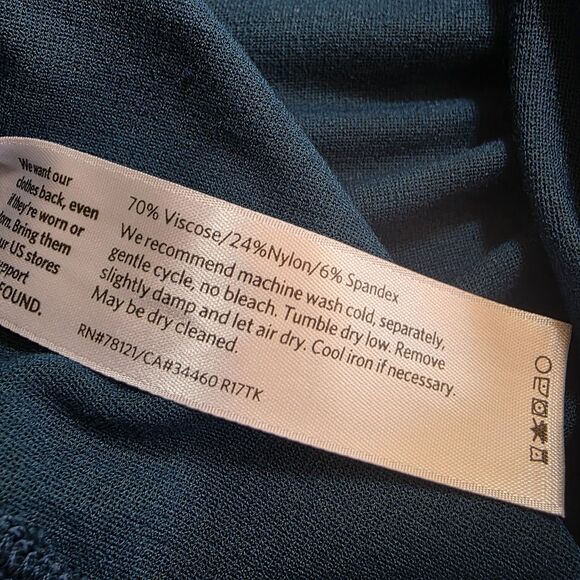 We want our
clothes back, even
if they're worn or
torn. Bring them
US stores
support
FOUND.
70% Viscose/24%Nylon/6% Spandex
We recommend machine wash cold, separately,
gentle cycle, no bleach. Tumble dry low. Remove
slightly damp and let air dry. Cool iron if necessary.
May be dry cleaned.
RN#78121/CA#34460 R17TK